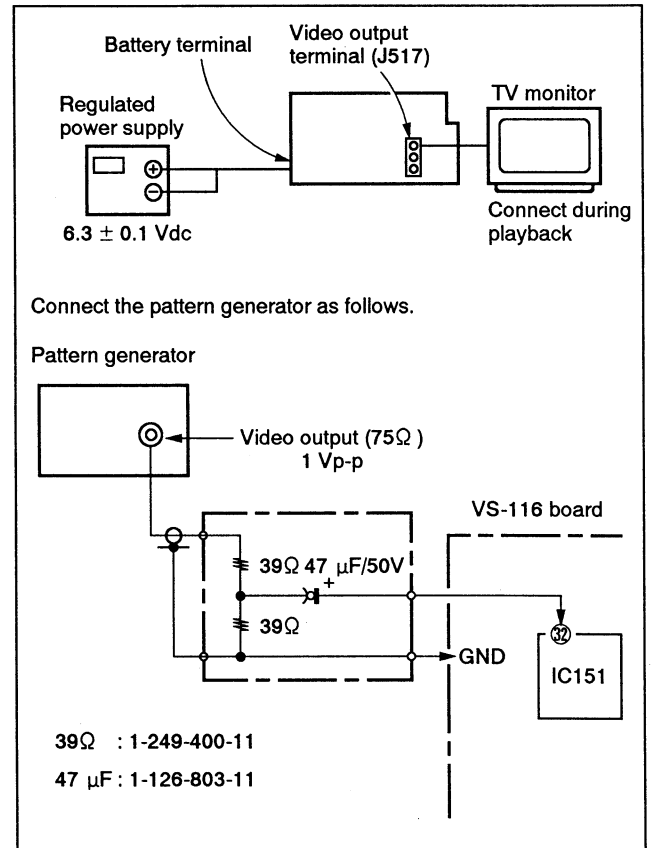 Battery terminal
Video output
terminal (J517)
TV monitor
Regulated
power supply
6.3 ± 0.1 Vdc
Connect during
playback
Connect the pattern generator as follows.
Pattern generator
Video output (75Ω )
1 Vp-p
VS-116 board
39Ω 47 μF/50V
+
39Ω
GND
32
IC151
39Ω : 1-249-400-11
47 μF : 1-126-803-11